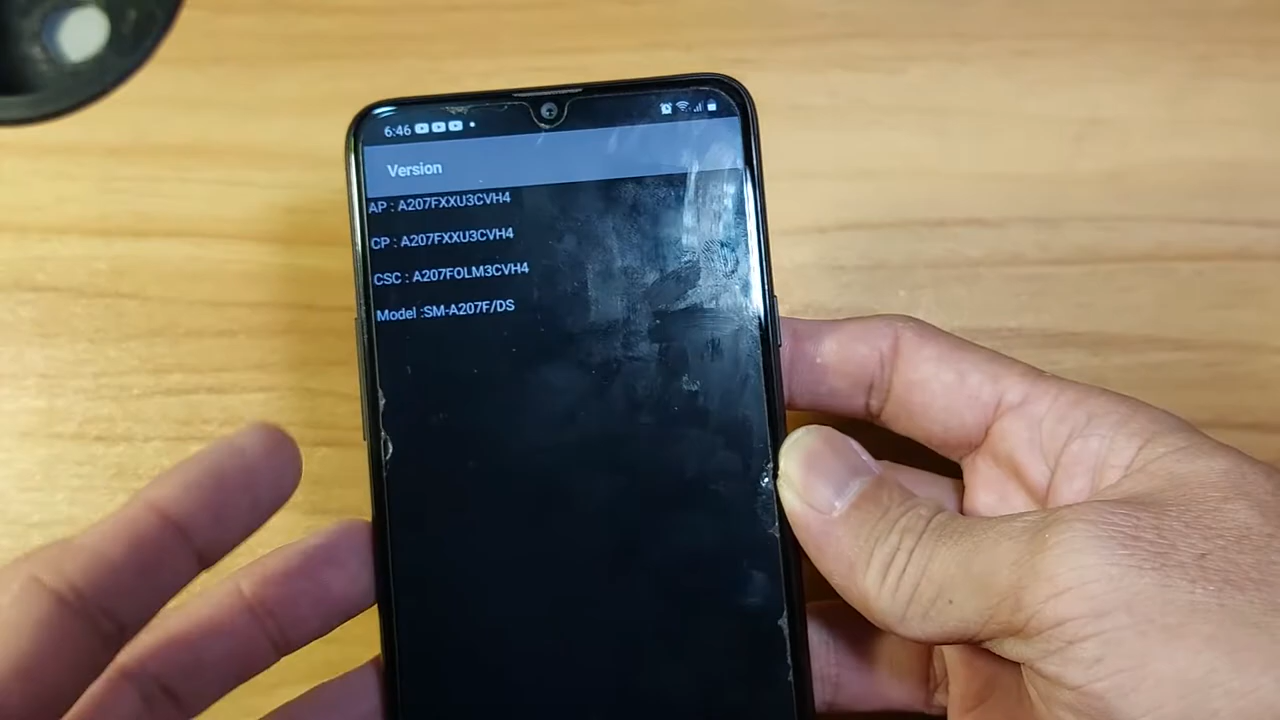 6:46
Version
AP : A207FXXU3CVH4
CP : A207FXXU3CVH4
CSC : A207FOLM3CVH4
Model :SM-A207F/DS